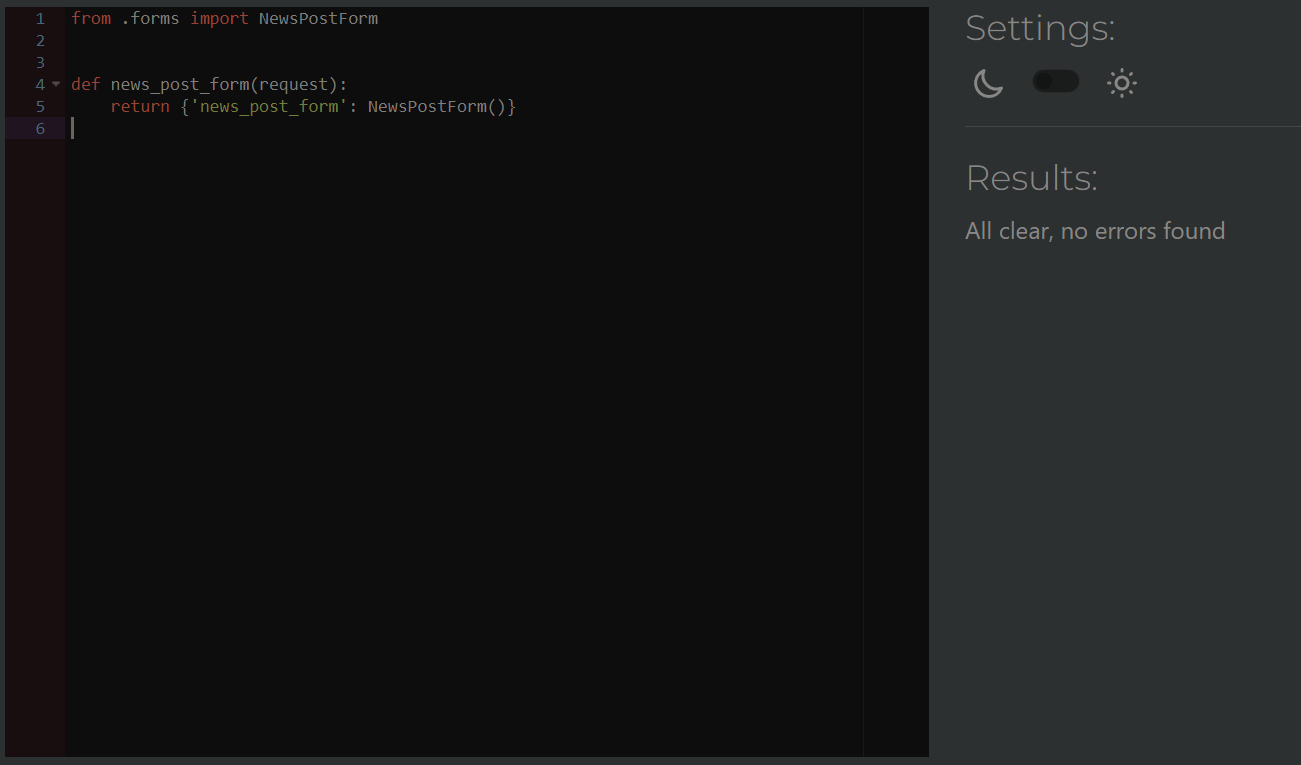 1 from .forms import NewsPostForm
2
3
4 def news_post_form(request):
5     return {'news_post_form': NewsPostForm()}
6
Settings:
Results:
All clear, no errors found